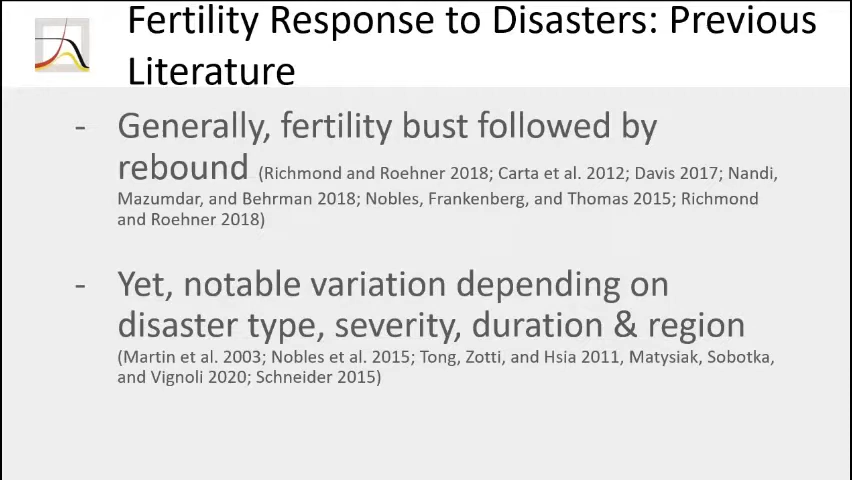 Fertility Response to Disasters: Previous
Literature
- Generally, fertility bust followed by
rebound (Richmond and Roehner 2018; Carta et al. 2012; Davis 2017; Nandi,
Mazumdar, and Behrman 2018; Nobles, Frankenberg, and Thomas 2015; Richmond
and Roehner 2018)
- Yet, notable variation depending on
disaster type, severity, duration & region
(Martin et al. 2003; Nobles et al. 2015; Tong, Zotti, and Hsia 2011, Matysiak, Sobotka,
and Vignoli 2020; Schneider 2015)